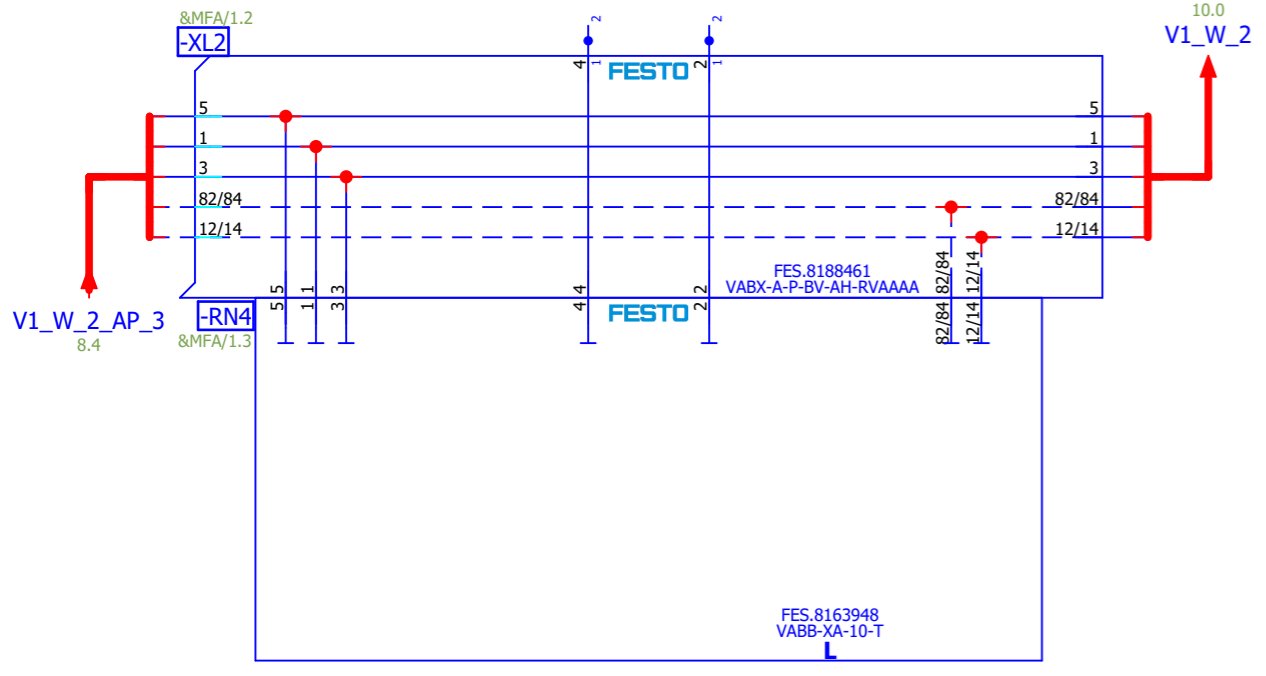 &MFA/1.2
-XL2
2
2
10.0
V1_W_2
4
1
FESTO
2
1
5
5
1
1
3
3
82/84
82/84
12/14
12/14
FES.8188461
VABX-A-P-BV-AH-RVAAAA
5
1
3
4
2
82/84
12/14
V1_W_2_AP_3
8.4
-RN4
&MFA/1.3
5
1
3
4
FESTO
2
82/84
12/14
FES.8163948
VABB-XA-10-T
L